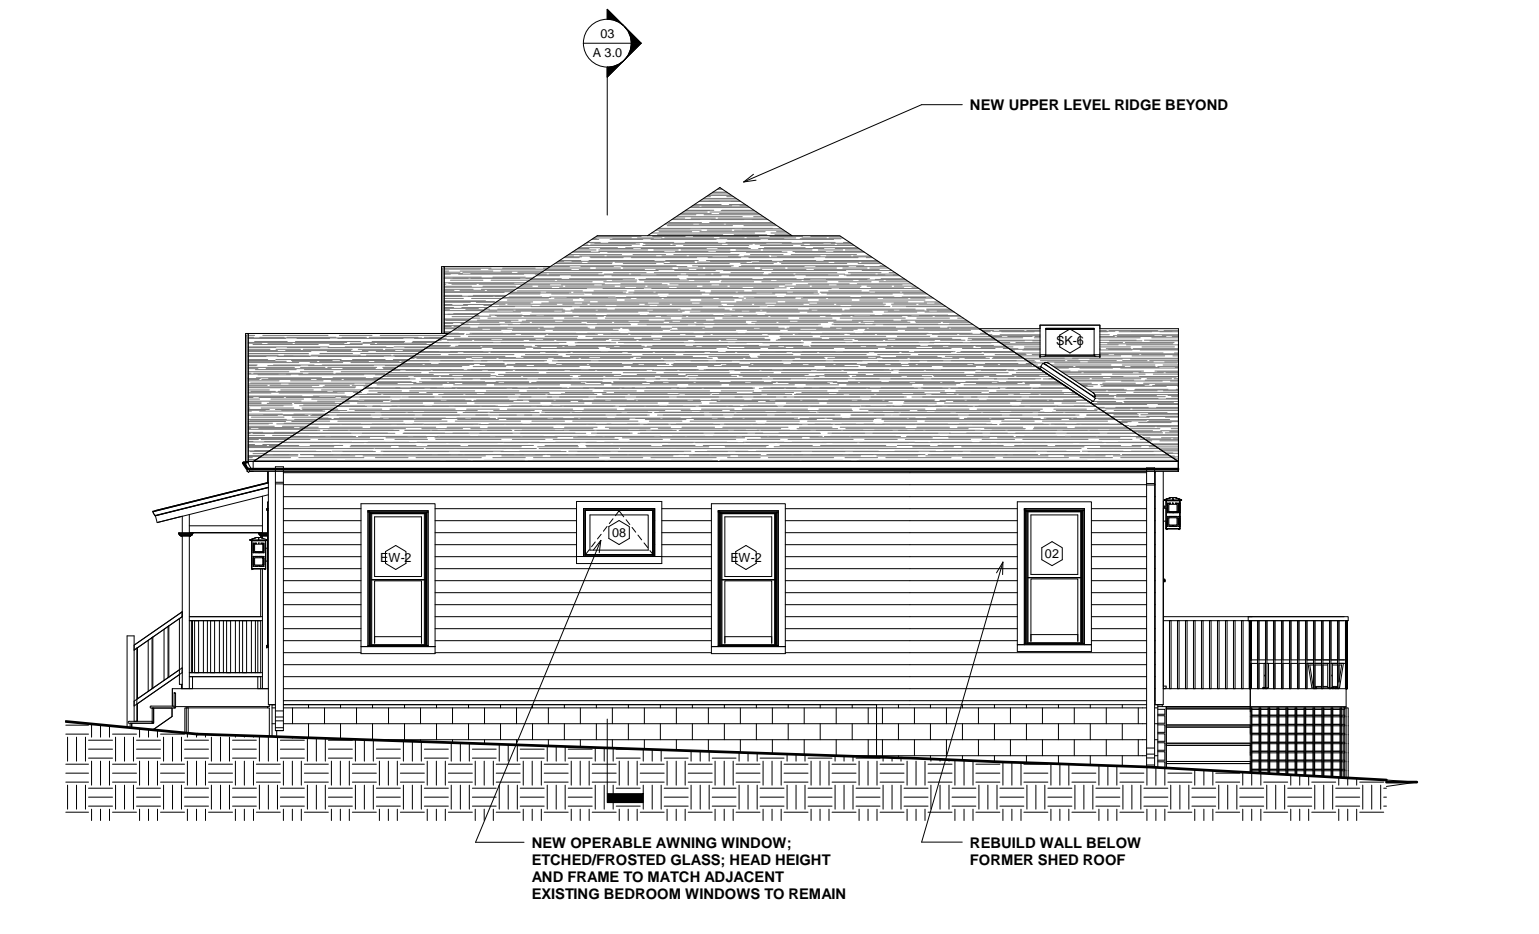 03
A 3.0
NEW UPPER LEVEL RIDGE BEYOND
SK-6
EW-2
08
EW-2
02
NEW OPERABLE AWNING WINDOW;
ETCHED/FROSTED GLASS; HEAD HEIGHT
AND FRAME TO MATCH ADJACENT
EXISTING BEDROOM WINDOWS TO REMAIN
REBUILD WALL BELOW
FORMER SHED ROOF